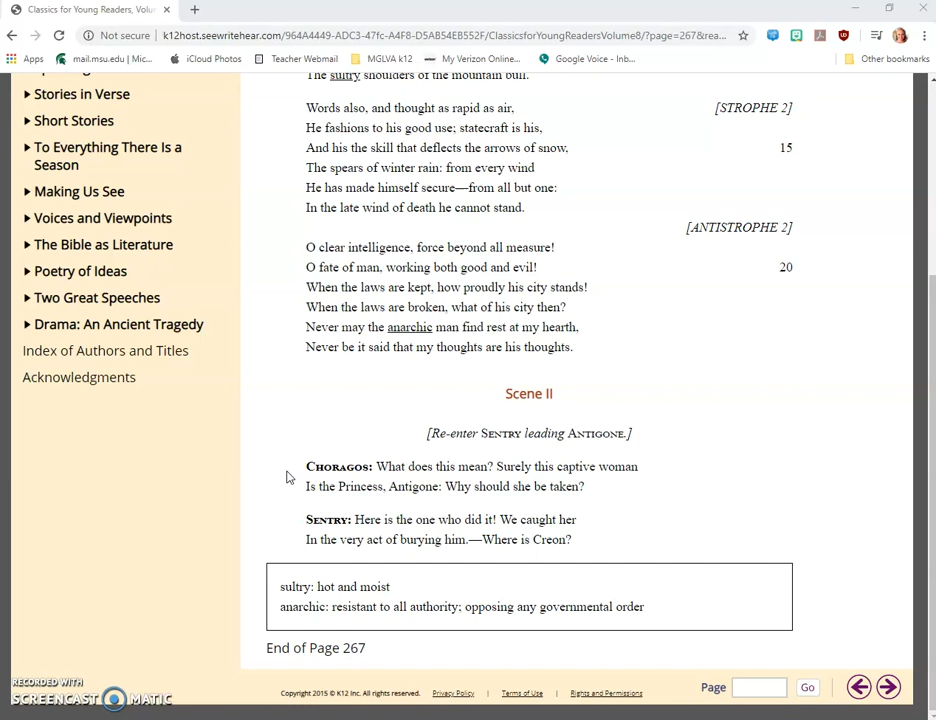 Classics for Young Readers, Volum
Not secure
k12host.seewritehear.com/964A4449-ADC3-47fc-A4F8-D5AB54EB552F/ClassicsforYoungReadersVolume8/?page=267&rea...
Apps
mail.msu.edu | Mic...
iCloud Photos
Teacher Webmail
MGLVA k12
My Verizon Online...
Google Voice - Inb...
Other bookmarks
Stories in Verse
Short Stories
To Everything There Is a
Season
Making Us See
Voices and Viewpoints
The Bible as Literature
Poetry of Ideas
Two Great Speeches
Drama: An Ancient Tragedy
Index of Authors and Titles
Acknowledgments
The sultry shoulders of the mountain bull.
Words also, and thought as rapid as air, [STROPHE 2]
He fashions to his good use; statecraft is his,
And his the skill that deflects the arrows of snow, 15
The spears of winter rain: from every wind
He has made himself secure—from all but one:
In the late wind of death he cannot stand.
[ANTISTROPHE 2]
O clear intelligence, force beyond all measure!
O fate of man, working both good and evil! 20
When the laws are kept, how proudly his city stands!
When the laws are broken, what of his city then?
Never may the anarchic man find rest at my hearth,
Never be it said that my thoughts are his thoughts.
Scene II
[Re-enter SENTRY leading ANTIGONE.]
CHORAGOS: What does this mean? Surely this captive woman
Is the Princess, Antigone: Why should she be taken?
SENTRY: Here is the one who did it! We caught her
In the very act of burying him.—Where is Creon?
sultry: hot and moist
anarchic: resistant to all authority; opposing any governmental order
End of Page 267
RECORDED WITH
SCREENCAST MATIC
Copyright 2015 © K12 Inc. All rights reserved. Privacy Policy | Terms of Use | Rights and Permissions
Page Go